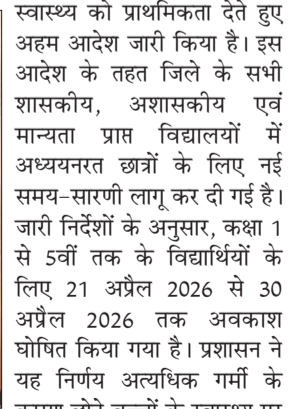 स्वास्थ्य को प्राथमिकता देते हुए
अहम आदेश जारी किया है। इस
आदेश के तहत जिले के सभी
शासकीय, अशासकीय एवं
मान्यता प्राप्त विद्यालयों में
अध्ययनरत छात्रों के लिए नई
समय-सारणी लागू कर दी गई है।
जारी निर्देशों के अनुसार, कक्षा 1
से 5वीं तक के विद्यार्थियों के
लिए 21 अप्रैल 2026 से 30
अप्रैल 2026 तक अवकाश
घोषित किया गया है। प्रशासन ने
यह निर्णय अत्यधिक गर्मी के